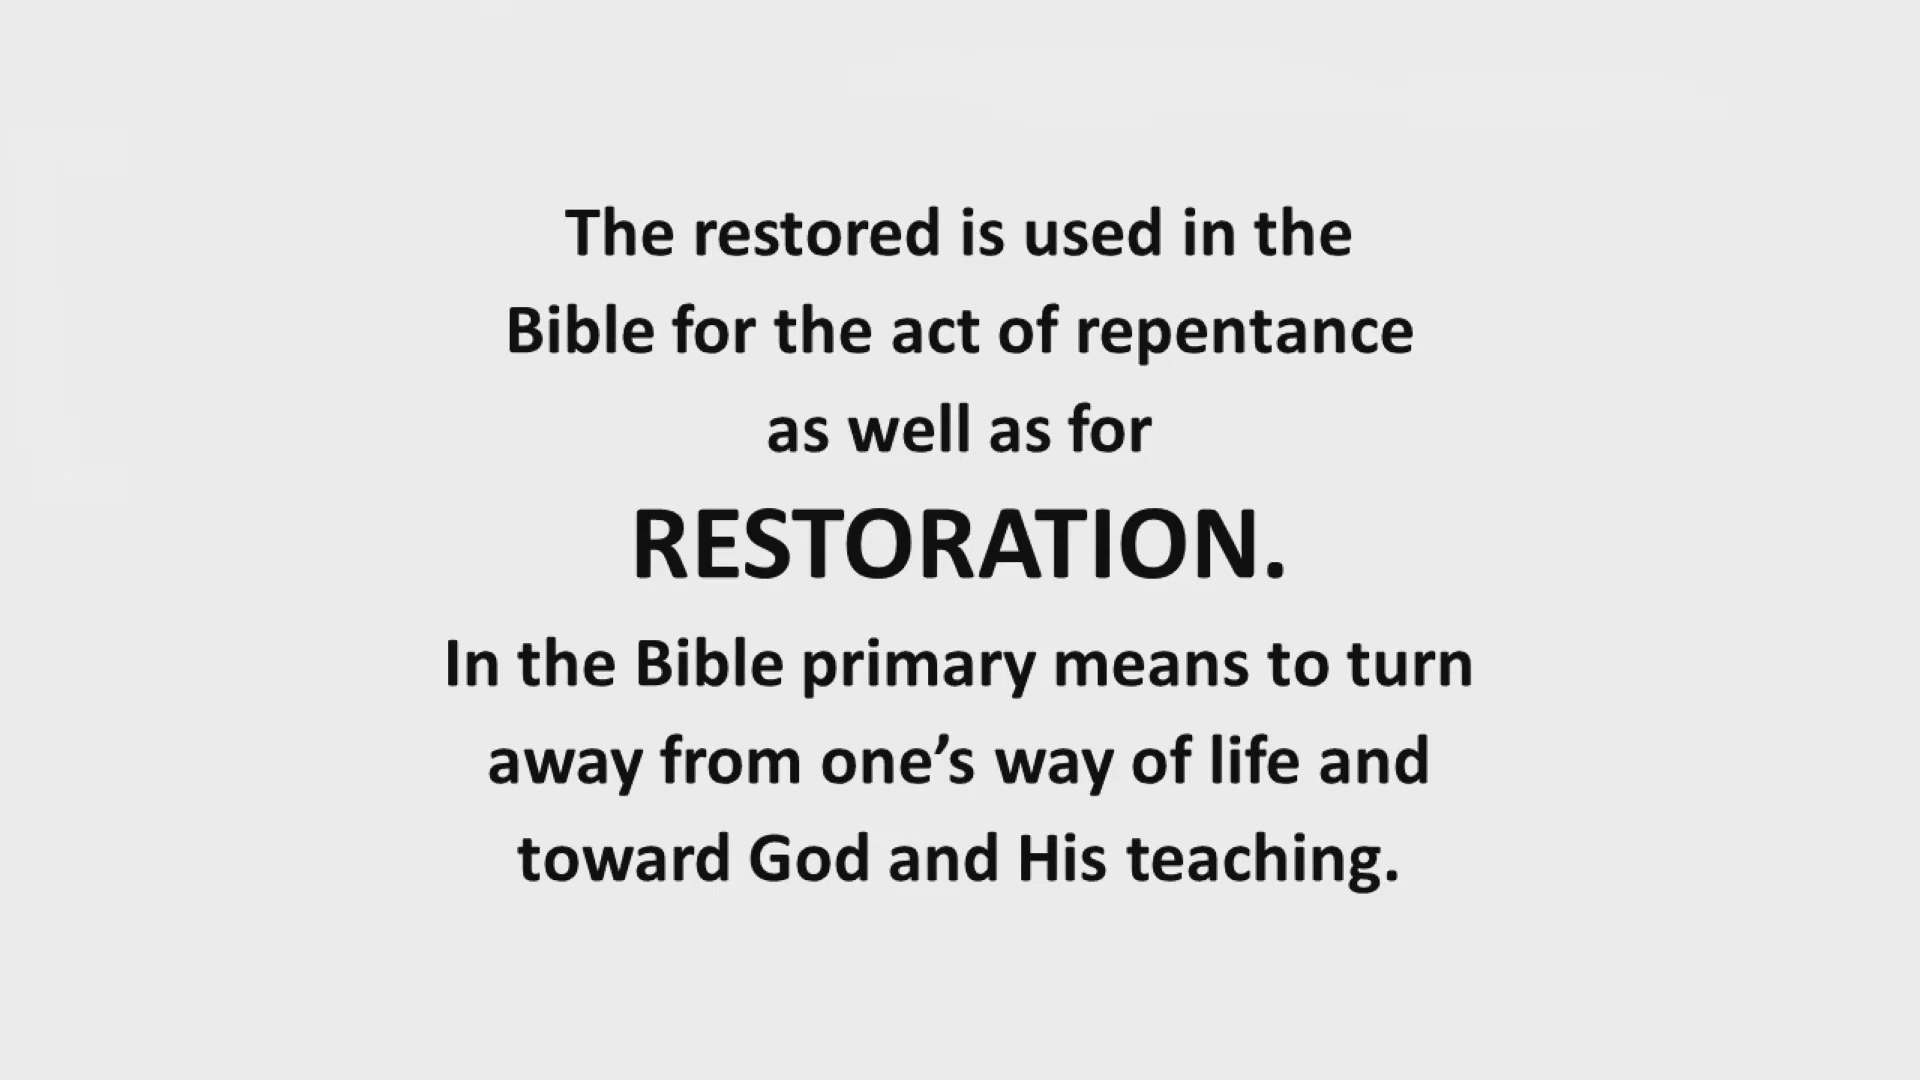 The restored is used in the
Bible for the act of repentance
as well as for
RESTORATION.
In the Bible primary means to turn
away from one’s way of life and
toward God and His teaching.